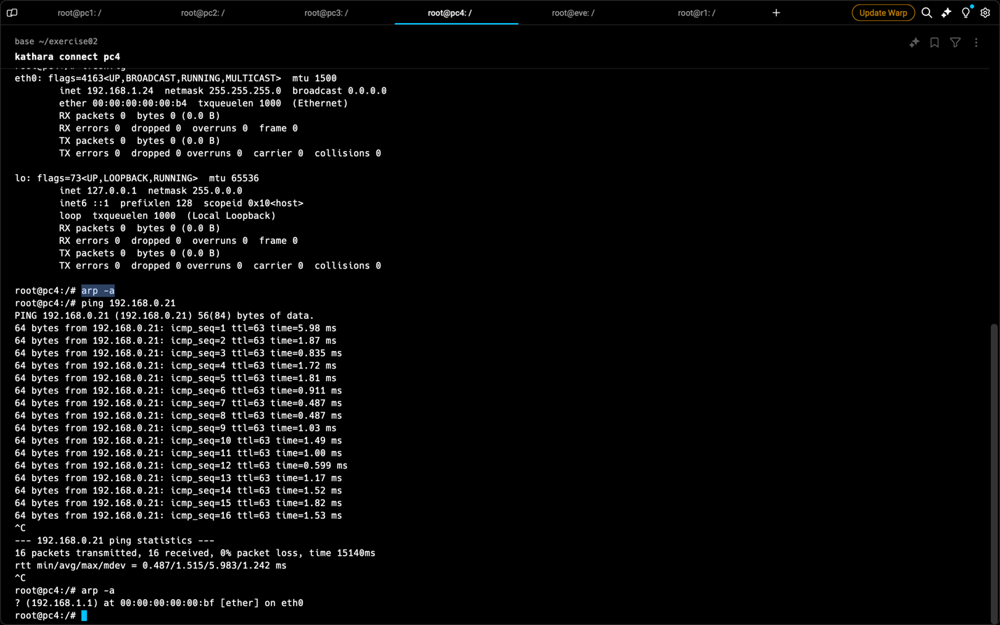 root@pc1: /
root@pc2: /
root@pc3: /
root@pc4: /
root@eve: /
root@r1: /
+
Update Warp
base ~/exercise02
kathara connect pc4
eth0: flags=4163<UP,BROADCAST,RUNNING,MULTICAST>  mtu 1500
        inet 192.168.1.24  netmask 255.255.255.0  broadcast 0.0.0.0
        ether 00:00:00:00:00:b4  txqueuelen 1000  (Ethernet)
        RX packets 0  bytes 0 (0.0 B)
        RX errors 0  dropped 0  overruns 0  frame 0
        TX packets 0  bytes 0 (0.0 B)
        TX errors 0  dropped 0 overruns 0  carrier 0  collisions 0
lo: flags=73<UP,LOOPBACK,RUNNING>  mtu 65536
        inet 127.0.0.1  netmask 255.0.0.0
        inet6 ::1  prefixlen 128  scopeid 0x10<host>
        loop  txqueuelen 1000  (Local Loopback)
        RX packets 0  bytes 0 (0.0 B)
        RX errors 0  dropped 0  overruns 0  frame 0
        TX packets 0  bytes 0 (0.0 B)
        TX errors 0  dropped 0 overruns 0  carrier 0  collisions 0
root@pc4:/# arp -a
root@pc4:/# ping 192.168.0.21
PING 192.168.0.21 (192.168.0.21) 56(84) bytes of data.
64 bytes from 192.168.0.21: icmp_seq=1 ttl=63 time=5.98 ms
64 bytes from 192.168.0.21: icmp_seq=2 ttl=63 time=1.87 ms
64 bytes from 192.168.0.21: icmp_seq=3 ttl=63 time=0.835 ms
64 bytes from 192.168.0.21: icmp_seq=4 ttl=63 time=1.72 ms
64 bytes from 192.168.0.21: icmp_seq=5 ttl=63 time=1.81 ms
64 bytes from 192.168.0.21: icmp_seq=6 ttl=63 time=0.911 ms
64 bytes from 192.168.0.21: icmp_seq=7 ttl=63 time=0.487 ms
64 bytes from 192.168.0.21: icmp_seq=8 ttl=63 time=0.487 ms
64 bytes from 192.168.0.21: icmp_seq=9 ttl=63 time=1.03 ms
64 bytes from 192.168.0.21: icmp_seq=10 ttl=63 time=1.49 ms
64 bytes from 192.168.0.21: icmp_seq=11 ttl=63 time=1.00 ms
64 bytes from 192.168.0.21: icmp_seq=12 ttl=63 time=0.599 ms
64 bytes from 192.168.0.21: icmp_seq=13 ttl=63 time=1.17 ms
64 bytes from 192.168.0.21: icmp_seq=14 ttl=63 time=1.52 ms
64 bytes from 192.168.0.21: icmp_seq=15 ttl=63 time=1.82 ms
64 bytes from 192.168.0.21: icmp_seq=16 ttl=63 time=1.53 ms
^C
--- 192.168.0.21 ping statistics ---
16 packets transmitted, 16 received, 0% packet loss, time 15140ms
rtt min/avg/max/mdev = 0.487/1.515/5.983/1.242 ms
^C
root@pc4:/# arp -a
? (192.168.1.1) at 00:00:00:00:00:bf [ether] on eth0
root@pc4:/#